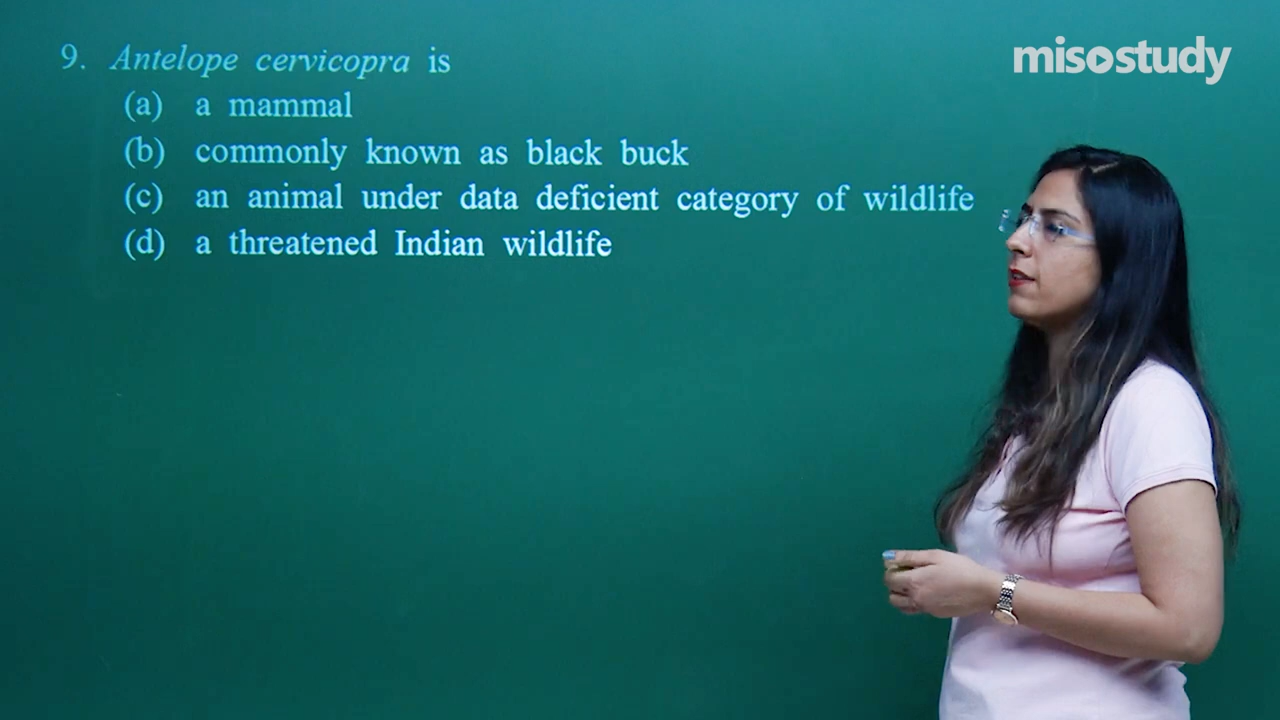 misostudy
9. Antelope cervicopra is
(a) a mammal
(b) commonly known as black buck
(c) an animal under data deficient category of wildlife
(d) a threatened Indian wildlife